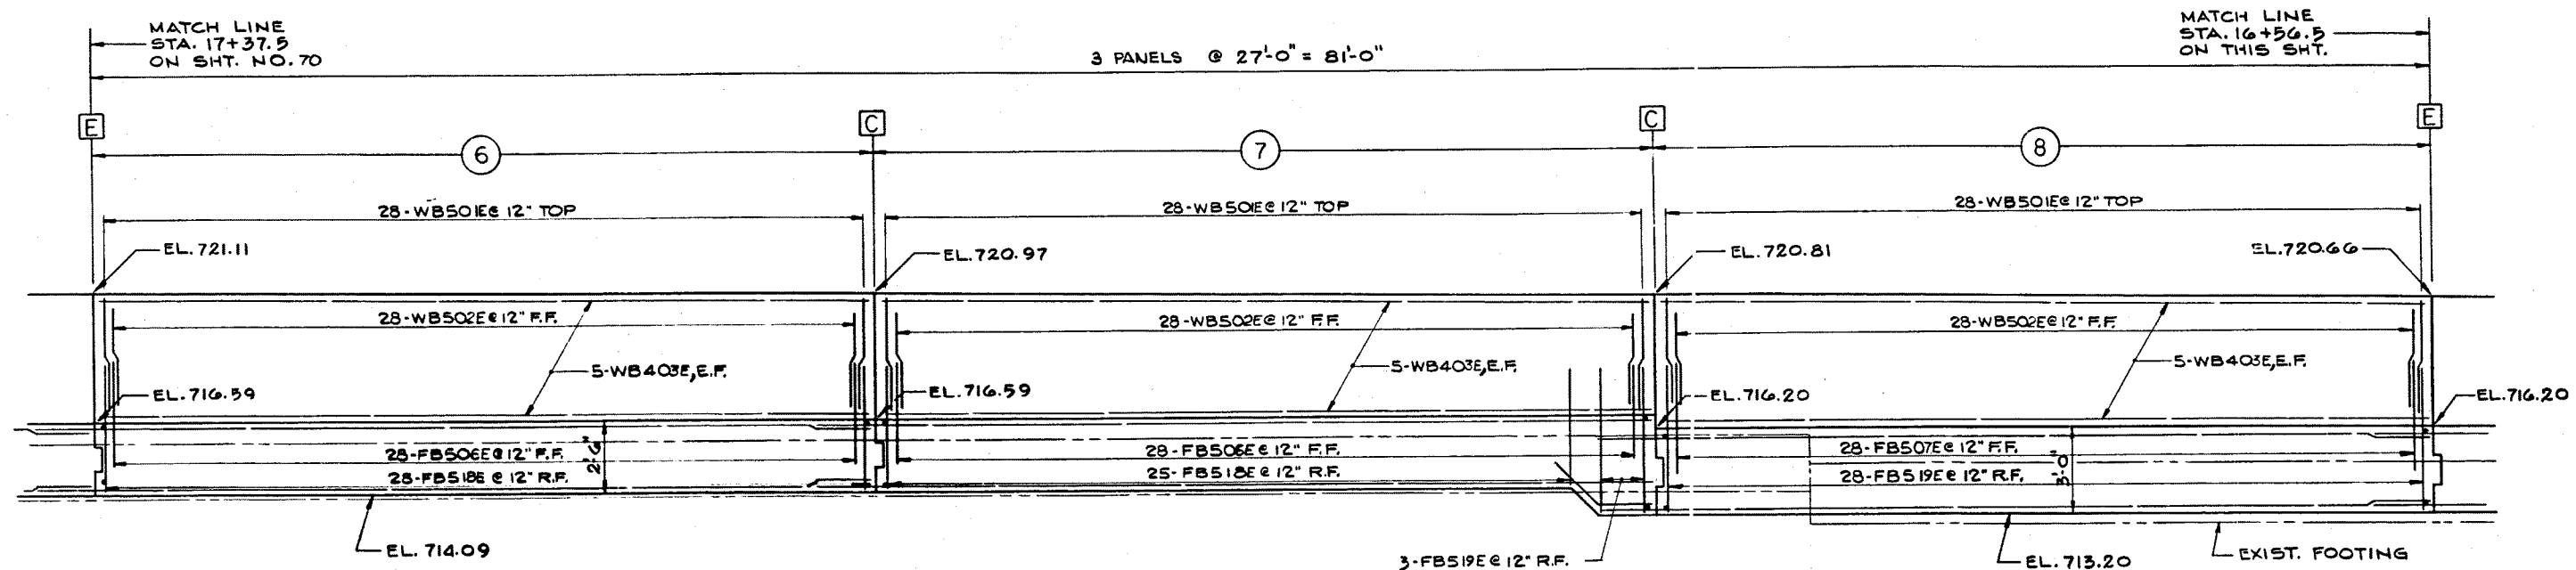 MATCH LINE
STA. 17+37.5
ON SHT. NO. 70
3 PANELS @ 27'-0" = 81'-0"
MATCH LINE
STA. 16+56.5
ON THIS SHT.
E
C
C
E
6
7
8
28-WB501E@ 12" TOP
28-WB501E@ 12" TOP
28-WB501E@ 12" TOP
EL. 721.11
EL. 720.97
EL. 720.81
EL. 720.66
28-WB502E@ 12" F.F.
28-WB502E@ 12" F.F.
28-WB502E@ 12" F.F.
5-WB403E, E.F.
5-WB403E, E.F.
5-WB403E, E.F.
EL. 716.59
EL. 716.59
EL. 716.20
EL. 716.20
28-FB506E@ 12" F.F.
28-FB518E @ 12" R.F.
2'-6"
28-FB506E@ 12" F.F.
25-FB518E @ 12" R.F.
28-FB507E@ 12" F.F.
28-FB519E@ 12" R.F.
3'-0"
EL. 714.09
3-FB519E@ 12" R.F.
EL. 713.20
EXIST. FOOTING